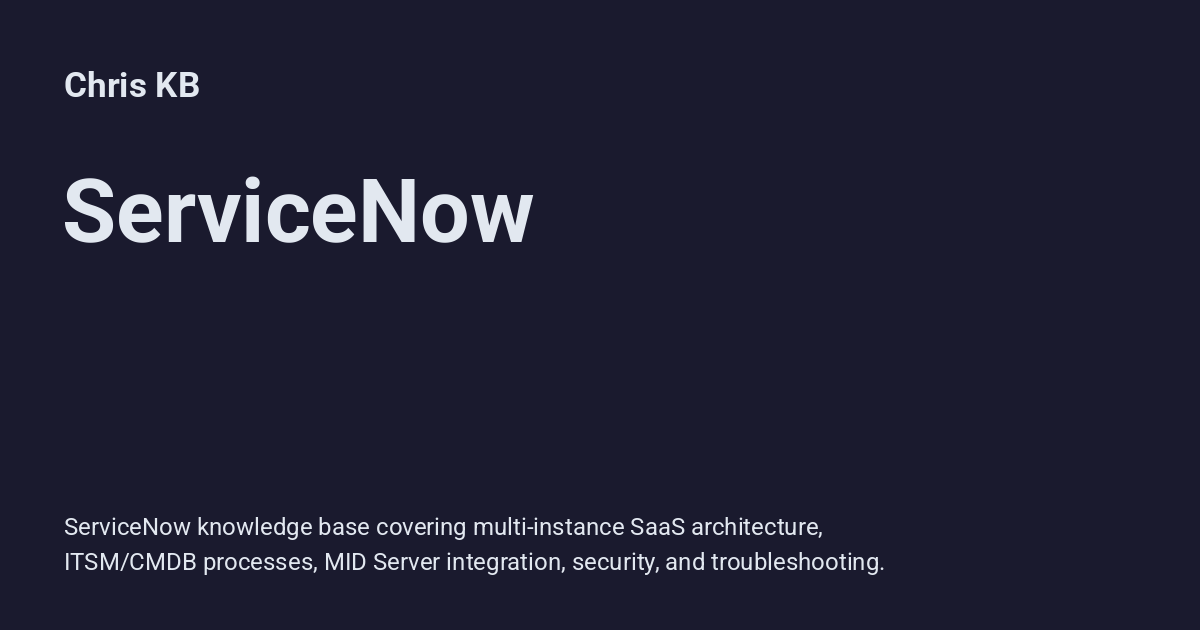 Chris KB
ServiceNow
ServiceNow knowledge base covering multi-instance SaaS architecture,
ITSM/CMDB processes, MID Server integration, security, and troubleshooting.